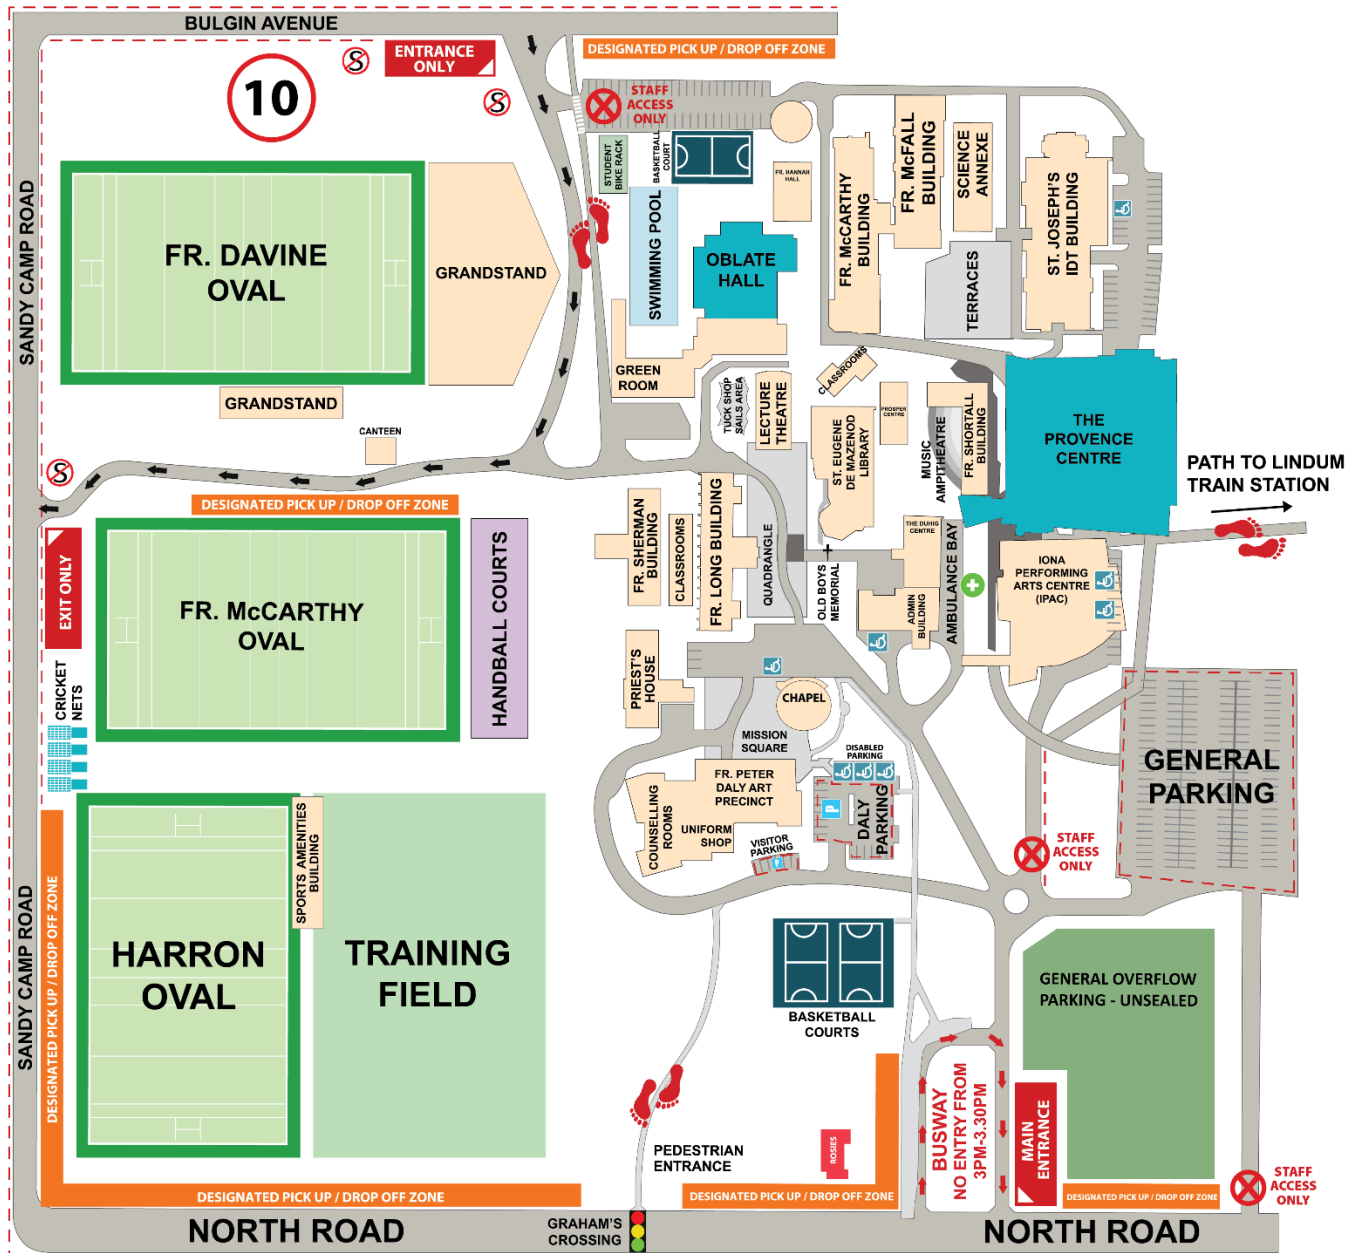 BULGIN AVENUE
ENTRANCE
ONLY
DESIGNATED PICK UP / DROP OFF ZONE
10
S
S
STAFF
ACCESS
ONLY
STUDENT
BIKE RACK
BASKETBALL
COURT
FR. HANNAH
HALL
FR. McCARTHY
BUILDING
FR. McFALL
BUILDING
SCIENCE
ANNEXE
ST. JOSEPH'S
IDT BUILDING
SANDY CAMP ROAD
FR. DAVINE
OVAL
GRANDSTAND
SWIMMING POOL
OBLATE
HALL
TERRACES
GREEN
ROOM
GRANDSTAND
CANTEEN
TUCK SHOP
SAILS AREA
LECTURE
THEATRE
CLASSROOMS
PROSPER
CENTRE
ST. EUGENE
DE MAZENOD
LIBRARY
MUSIC
AMPITHEATRE
FR. SHORTALL
BUILDING
THE
PROVENCE
CENTRE
PATH TO LINDUM
TRAIN STATION
S
DESIGNATED PICK UP / DROP OFF ZONE
EXIT ONLY
FR. McCARTHY
OVAL
HANDBALL COURTS
FR. SHERMAN
BUILDING
CLASSROOMS
FR. LONG BUILDING
QUADRANGLE
OLD BOYS
MEMORIAL
THE DUHIG
CENTRE
ADMIN
BUILDING
AMBULANCE BAY
IONA
PERFORMING
ARTS CENTRE
(IPAC)
CRICKET
NETS
PRIEST'S
HOUSE
CHAPEL
MISSION
SQUARE
DISABLED
PARKING
GENERAL
PARKING
COUNSELLING
ROOMS
FR. PETER
DALY ART
PRECINCT
UNIFORM
SHOP
P
DALY
PARKING
VISITOR
PARKING
P
STAFF
ACCESS
ONLY
SANDY CAMP ROAD
DESIGNATED PICK UP / DROP OFF ZONE
SPORTS AMENITIES
BUILDING
HARRON
OVAL
TRAINING
FIELD
BASKETBALL
COURTS
GENERAL OVERFLOW
PARKING - UNSEALED
PEDESTRIAN
ENTRANCE
ROSIES
BUSWAY
NO ENTRY FROM
3PM-3.30PM
MAIN
ENTRANCE
STAFF
ACCESS
ONLY
DESIGNATED PICK UP / DROP OFF ZONE
DESIGNATED PICK UP / DROP OFF ZONE
DESIGNATED PICK UP / DROP OFF ZONE
NORTH ROAD
GRAHAM'S
CROSSING
NORTH ROAD